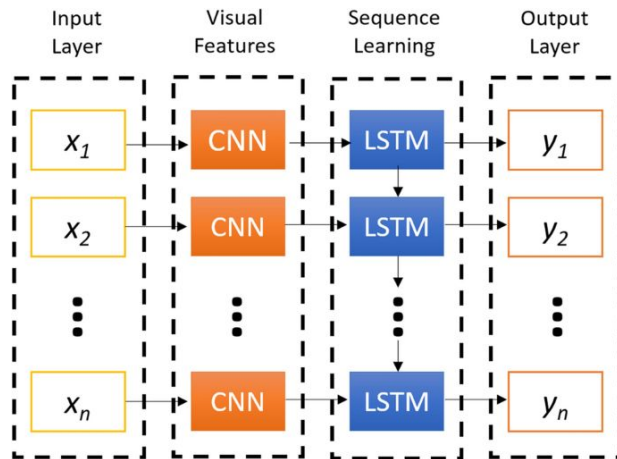 Input
Layer
Visual
Features
Sequence
Learning
Output
Layer
x1 CNN LSTM y1
x2 CNN LSTM y2
xn CNN LSTM yn